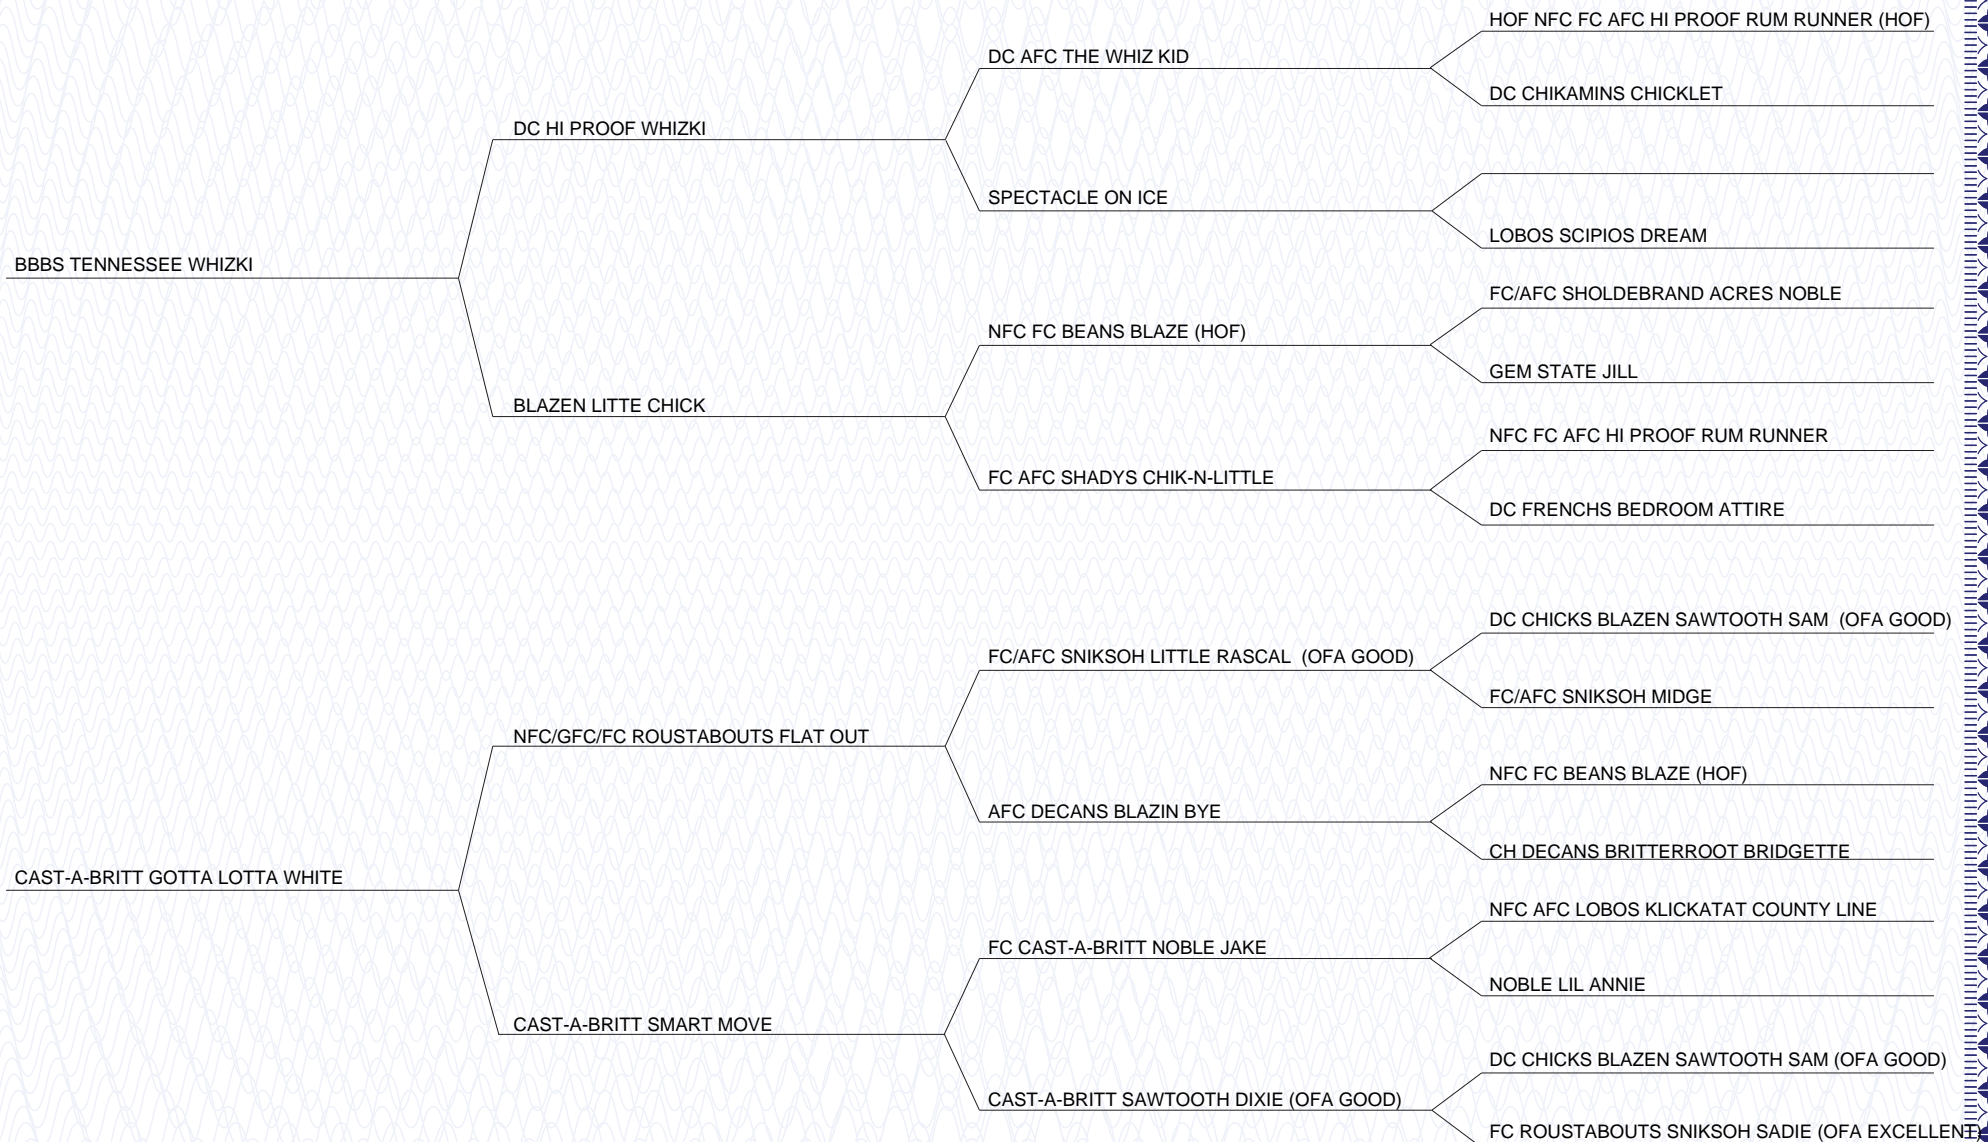 HOF NFC FC AFC HI PROOF RUM RUNNER (HOF)
DC AFC THE WHIZ KID
DC CHIKAMINS CHICKLET
DC HI PROOF WHIZKI
SPECTACLE ON ICE
LOBOS SCIPIOS DREAM
BBBS TENNESSEE WHIZKI
FC/AFC SHOLDEBRAND ACRES NOBLE
NFC FC BEANS BLAZE (HOF)
GEM STATE JILL
BLAZEN LITTE CHICK
NFC FC AFC HI PROOF RUM RUNNER
FC AFC SHADYS CHIK-N-LITTLE
DC FRENCHS BEDROOM ATTIRE
DC CHICKS BLAZEN SAWTOOTH SAM  (OFA GOOD)
FC/AFC SNIKSOH LITTLE RASCAL  (OFA GOOD)
FC/AFC SNIKSOH MIDGE
NFC/GFC/FC ROUSTABOUTS FLAT OUT
NFC FC BEANS BLAZE (HOF)
AFC DECANS BLAZIN BYE
CH DECANS BRITTERROOT BRIDGETTE
CAST-A-BRITT GOTTA LOTTA WHITE
NFC AFC LOBOS KLICKATAT COUNTY LINE
FC CAST-A-BRITT NOBLE JAKE
NOBLE LIL ANNIE
CAST-A-BRITT SMART MOVE
DC CHICKS BLAZEN SAWTOOTH SAM (OFA GOOD)
CAST-A-BRITT SAWTOOTH DIXIE (OFA GOOD)
FC ROUSTABOUTS SNIKSOH SADIE (OFA EXCELLENT)